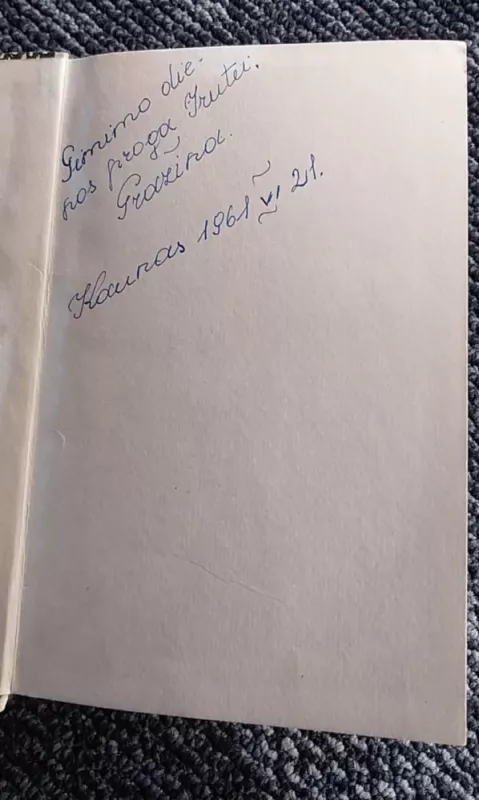 Gimimo die-
nos proga Irutei.
Gražina.
Kaunas 1961 VI 21.